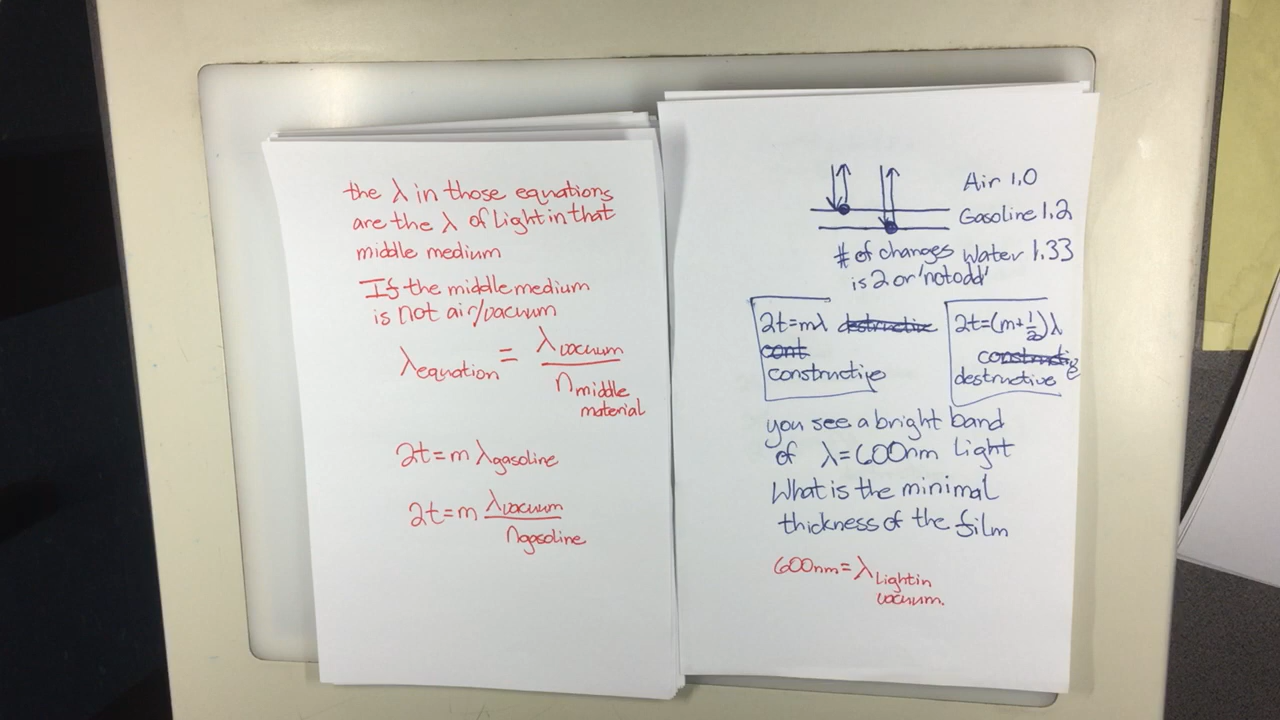 the λ in those equations
are the λ of Light in that
middle medium
If the middle medium
is not air/vacuum
λequation = λvacuum / nmiddle material
2t = m λgasoline
2t = m λvacuum / ngasoline
Air 1.0
Gasoline 1.2
# of changes Water 1.33
is 2 or 'not odd'
2t = mλ destructive
cont
constructive
2t = (m + 1/2) λ
constructive
destructive
you see a bright band
of λ = 600nm Light
What is the minimal
thickness of the film
600nm = λ Light in
vacuum.